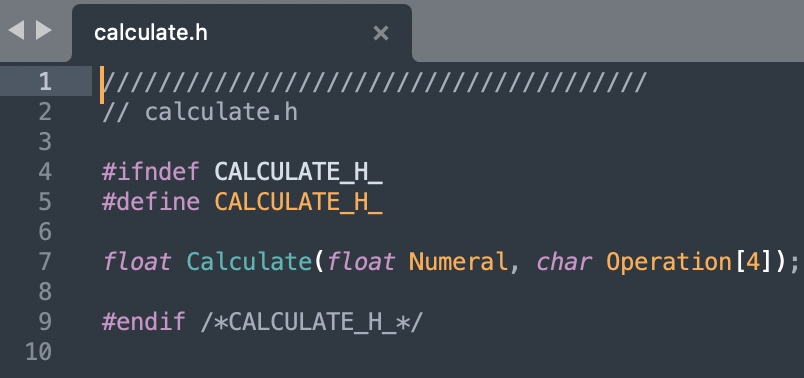 calculate.h ×
1 ///////////////////////////////////////
2 // calculate.h
3
4 #ifndef CALCULATE_H_
5 #define CALCULATE_H_
6
7 float Calculate(float Numeral, char Operation[4]);
8
9 #endif /*CALCULATE_H_*/
10